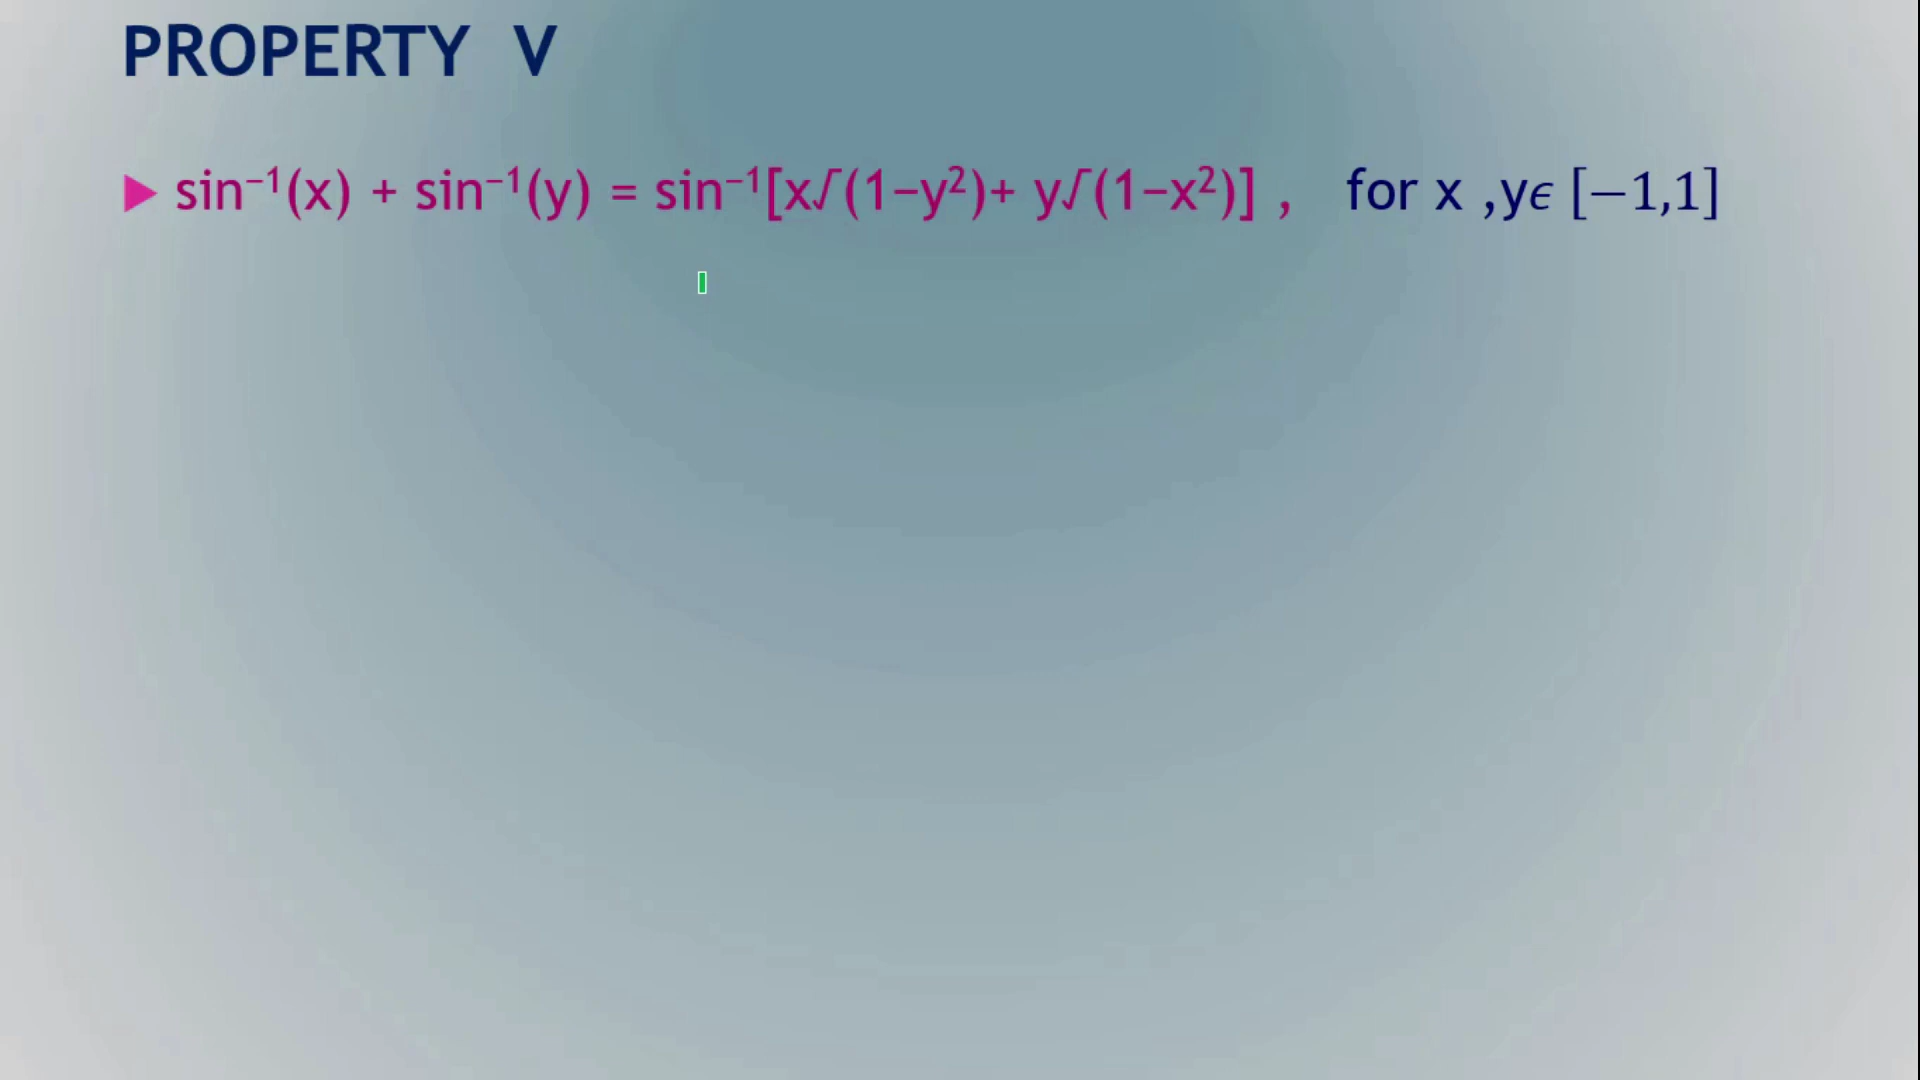 PROPERTY V
▶ sin⁻¹(x) + sin⁻¹(y) = sin⁻¹[x√(1−y²)+ y√(1−x²)] , for x ,yϵ [−1,1]